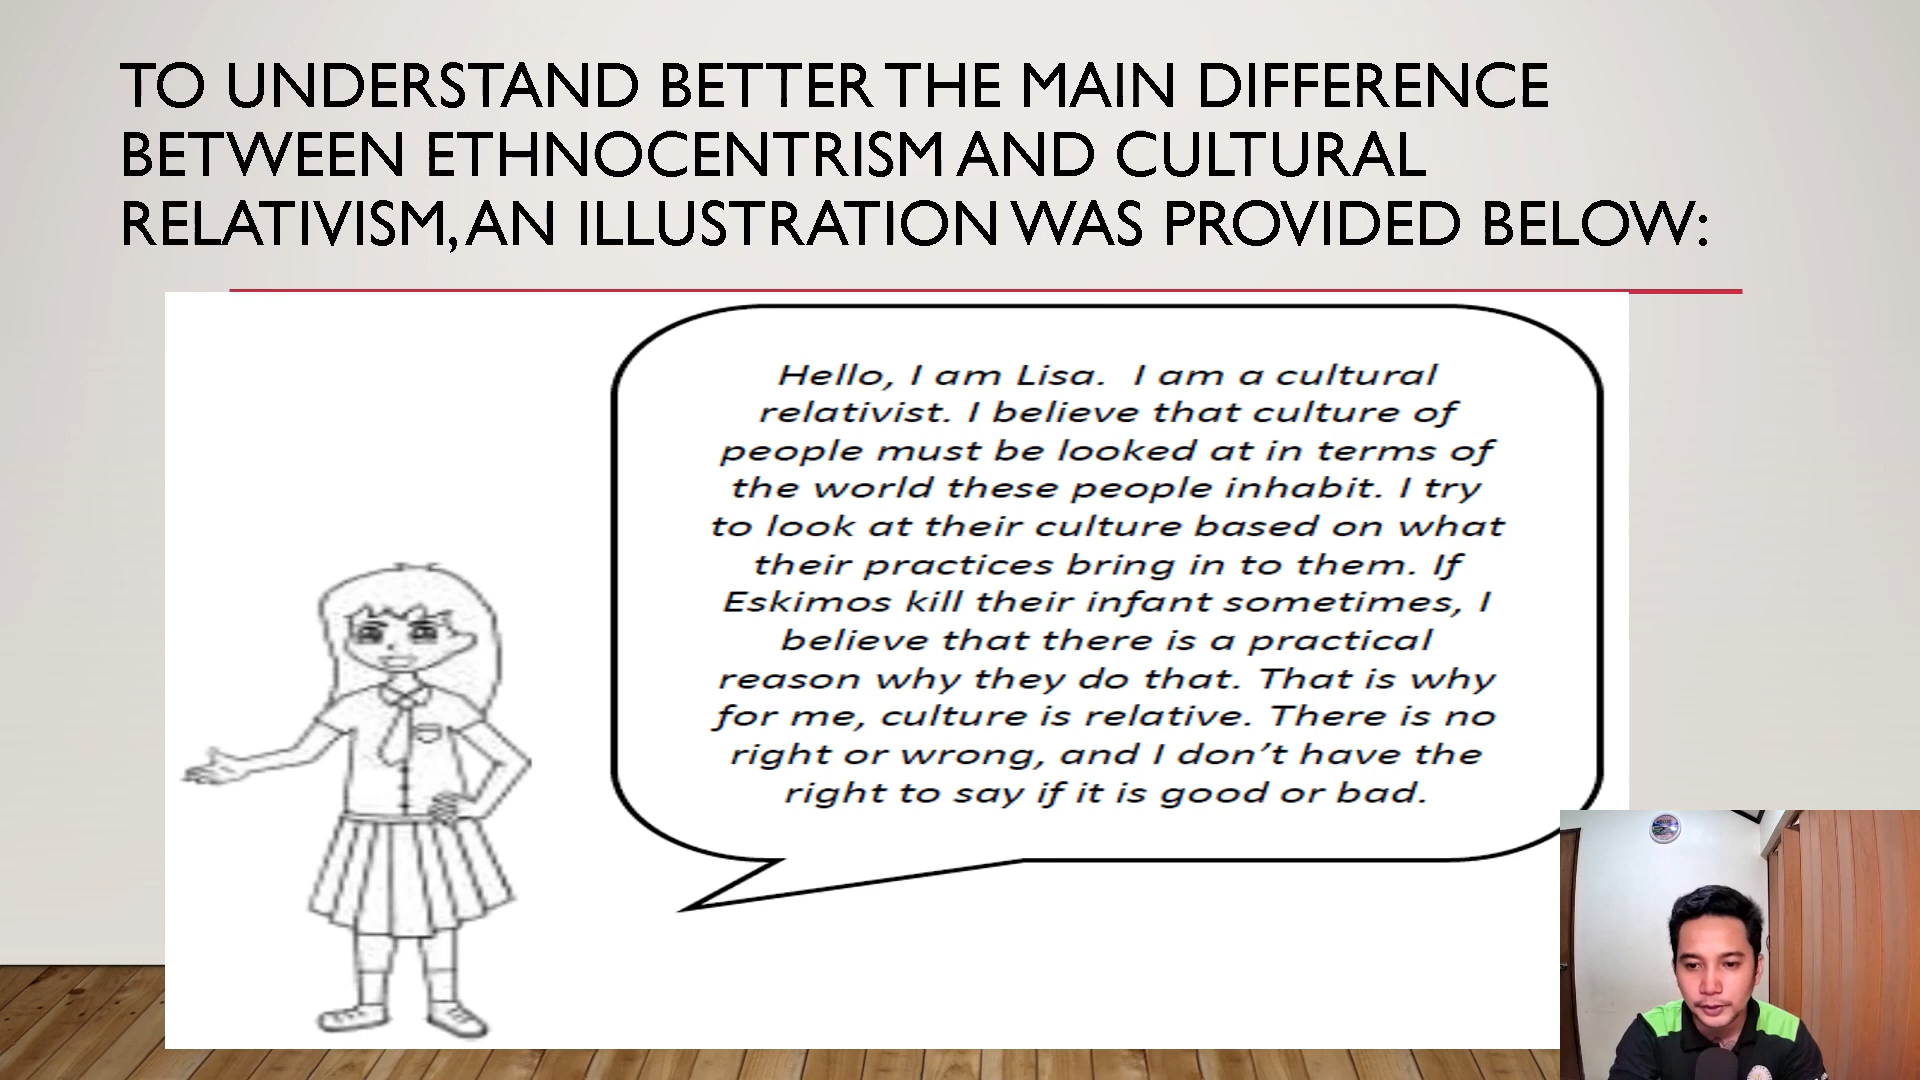 TO UNDERSTAND BETTER THE MAIN DIFFERENCE
BETWEEN ETHNOCENTRISM AND CULTURAL
RELATIVISM, AN ILLUSTRATION WAS PROVIDED BELOW:
Hello, I am Lisa.  I am a cultural
relativist. I believe that culture of
people must be looked at in terms of
the world these people inhabit. I try
to look at their culture based on what
their practices bring in to them. If
Eskimos kill their infant sometimes, I
believe that there is a practical
reason why they do that. That is why
for me, culture is relative. There is no
right or wrong, and I don’t have the
right to say if it is good or bad.